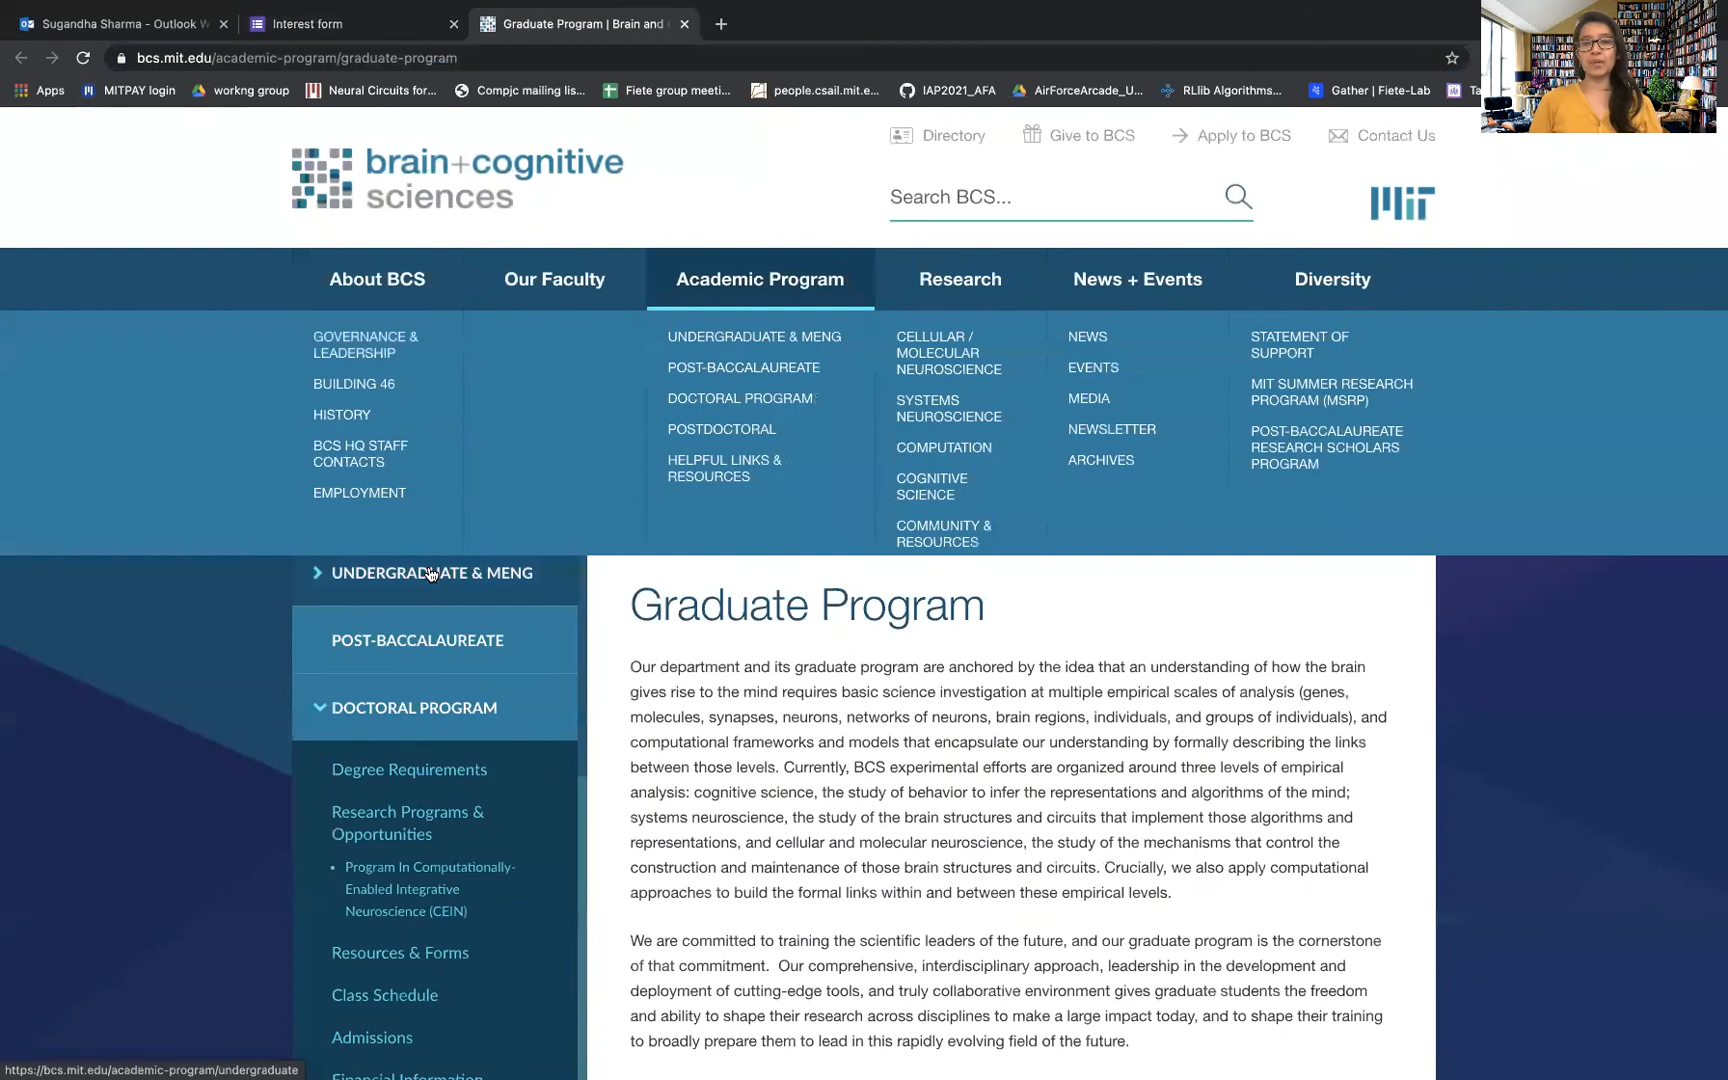 Sugandha Sharma - Outlook W
Interest form
Graduate Program | Brain and
bcs.mit.edu/academic-program/graduate-program
Apps
MITPAY login
workng group
Neural Circuits for...
Compjc mailing lis...
Fiete group meeti...
people.csail.mit.e...
IAP2021_AFA
AirForceArcade_U...
RLlib Algorithms...
Gather | Fiete-Lab
Directory
Give to BCS
Apply to BCS
Contact Us
brain+cognitive
sciences
Search BCS...
MIT
About BCS
Our Faculty
Academic Program
Research
News + Events
Diversity
GOVERNANCE &
LEADERSHIP
BUILDING 46
HISTORY
BCS HQ STAFF
CONTACTS
EMPLOYMENT
UNDERGRADUATE & MENG
POST-BACCALAUREATE
DOCTORAL PROGRAM
POSTDOCTORAL
HELPFUL LINKS &
RESOURCES
CELLULAR /
MOLECULAR
NEUROSCIENCE
SYSTEMS
NEUROSCIENCE
COMPUTATION
COGNITIVE
SCIENCE
COMMUNITY &
RESOURCES
NEWS
EVENTS
MEDIA
NEWSLETTER
ARCHIVES
STATEMENT OF
SUPPORT
MIT SUMMER RESEARCH
PROGRAM (MSRP)
POST-BACCALAUREATE
RESEARCH SCHOLARS
PROGRAM
UNDERGRADUATE & MENG
POST-BACCALAUREATE
DOCTORAL PROGRAM
Degree Requirements
Research Programs &
Opportunities
• Program In Computationally-
Enabled Integrative
Neuroscience (CEIN)
Resources & Forms
Class Schedule
Admissions
Financial Information
Graduate Program
Our department and its graduate program are anchored by the idea that an understanding of how the brain
gives rise to the mind requires basic science investigation at multiple empirical scales of analysis (genes,
molecules, synapses, neurons, networks of neurons, brain regions, individuals, and groups of individuals), and
computational frameworks and models that encapsulate our understanding by formally describing the links
between those levels. Currently, BCS experimental efforts are organized around three levels of empirical
analysis: cognitive science, the study of behavior to infer the representations and algorithms of the mind;
systems neuroscience, the study of the brain structures and circuits that implement those algorithms and
representations, and cellular and molecular neuroscience, the study of the mechanisms that control the
construction and maintenance of those brain structures and circuits. Crucially, we also apply computational
approaches to build the formal links within and between these empirical levels.
We are committed to training the scientific leaders of the future, and our graduate program is the cornerstone
of that commitment. Our comprehensive, interdisciplinary approach, leadership in the development and
deployment of cutting-edge tools, and truly collaborative environment gives graduate students the freedom
and ability to shape their research across disciplines to make a large impact today, and to shape their training
to broadly prepare them to lead in this rapidly evolving field of the future.
https://bcs.mit.edu/academic-program/undergraduate